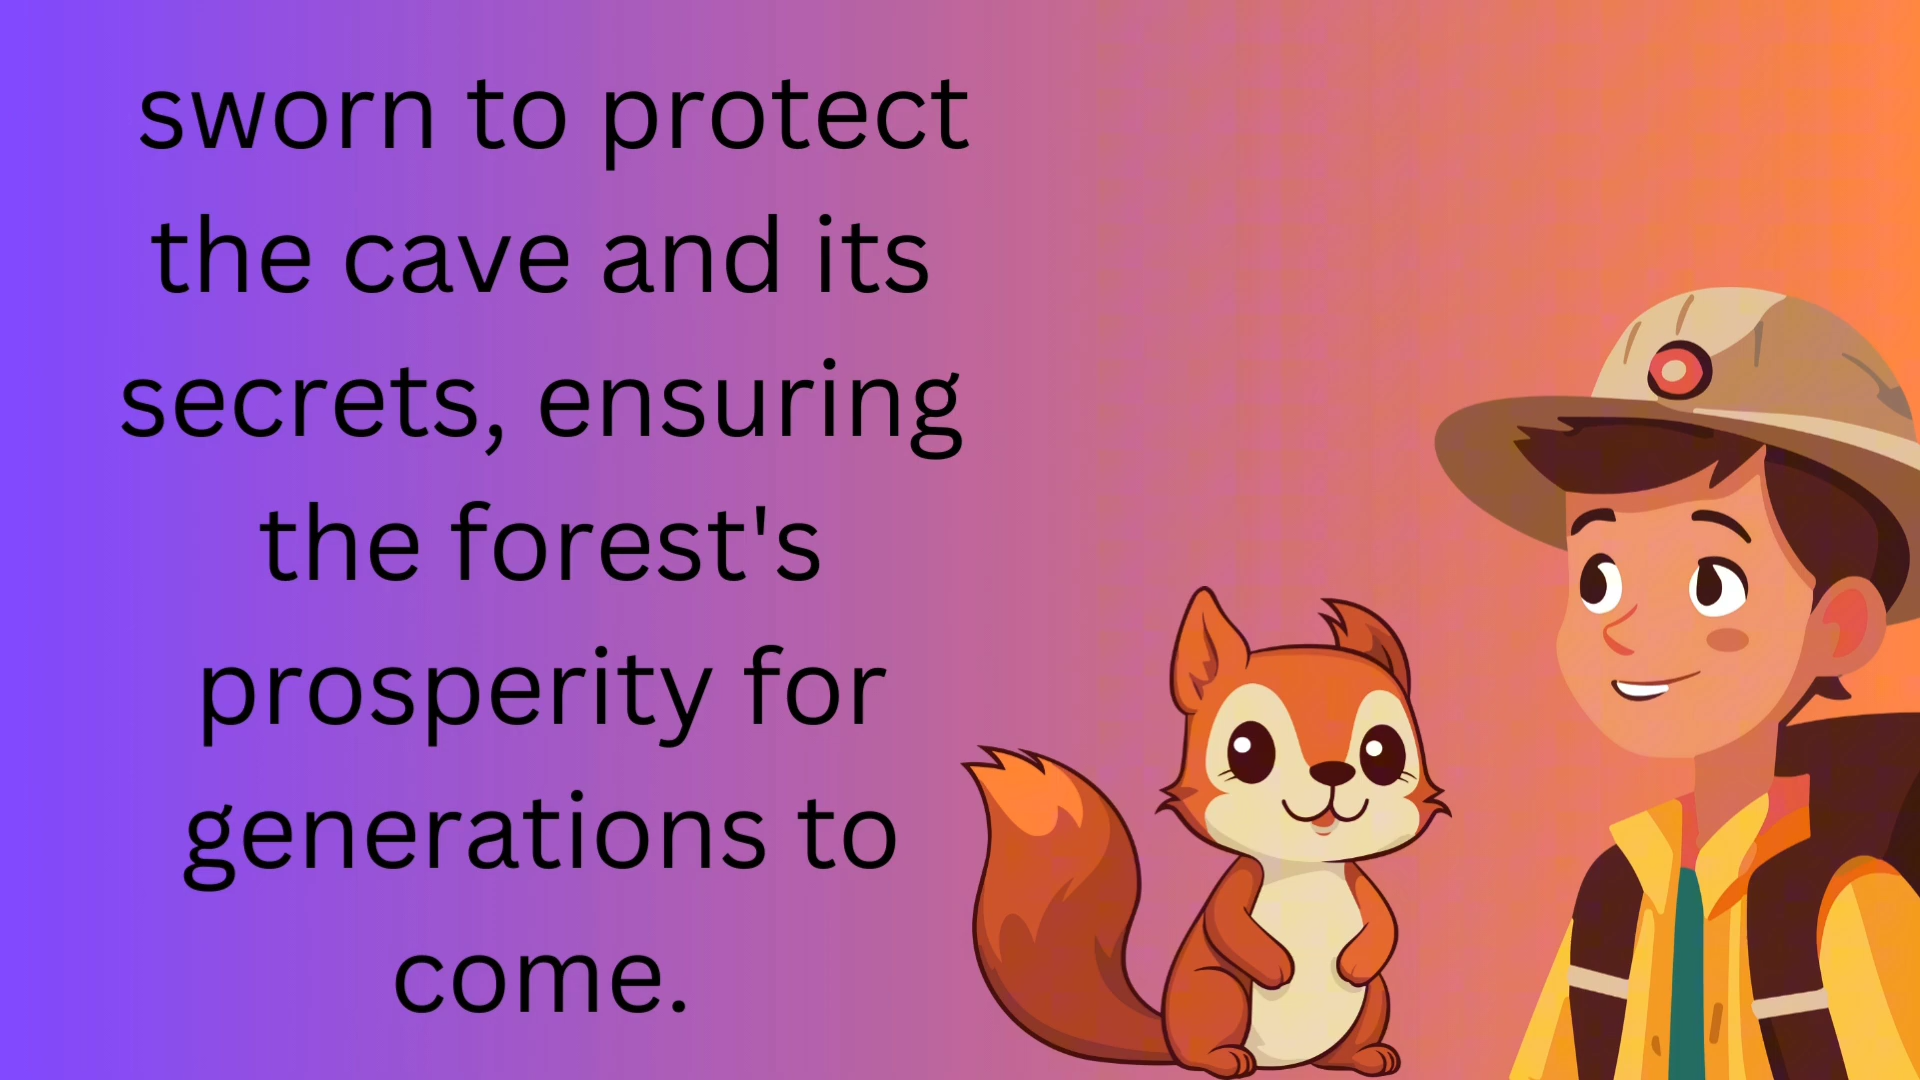 sworn to protect
the cave and its
secrets, ensuring
the forest's
prosperity for
generations to
come.